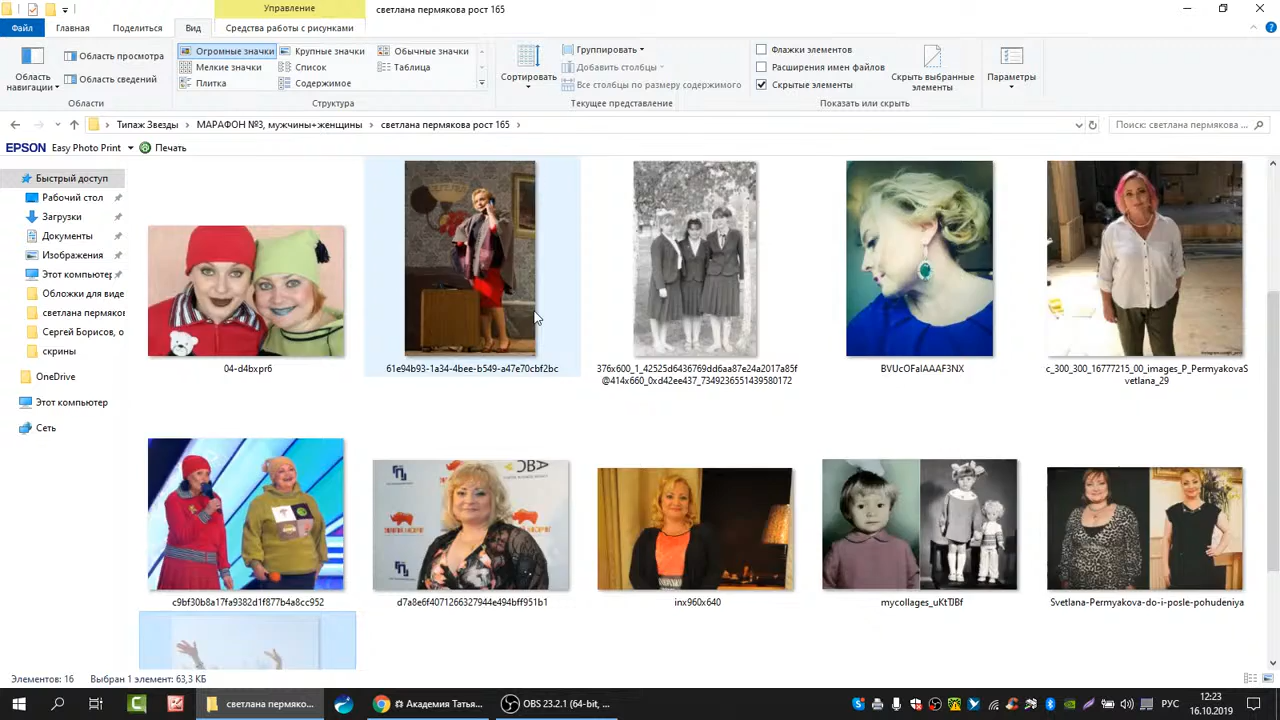 Управление
светлана пермякова рост 165
Файл
Главная
Поделиться
Вид
Средства работы с рисунками
Область навигации
Область просмотра
Область сведений
Области
Огромные значки
Крупные значки
Обычные значки
Мелкие значки
Список
Таблица
Плитка
Содержимое
Структура
Сортировать
Группировать
Добавить столбцы
Все столбцы по размеру содержимого
Текущее представление
Флажки элементов
Расширения имен файлов
Скрытые элементы
Скрыть выбранные элементы
Показать или скрыть
Параметры
Типаж Звезды
МАРАФОН №3, мужчины+женщины
светлана пермякова рост 165
Поиск: светлана пермякова ...
EPSON Easy Photo Print
Печать
Быстрый доступ
Рабочий стол
Загрузки
Документы
Изображения
Этот компьютер
Обложки для виде
светлана пермяков
Сергей Борисов, о
скрины
OneDrive
Этот компьютер
Сеть
04-d4bxpr6
61e94b93-1a34-4bee-b549-a47e70cbf2bc
376x600_1_42525d6436769dd6aa87e24a2017a85f
@414x660_0xd42ee437_7349236551439580172
BVUcOFaIAAAF3NX
c_300_300_16777215_00_images_P_PermyakovaS
vetlana_29
c9bf30b8a17fa9382d1f877b4a8cc952
d7a8e6f4071266327944e494bff951b1
inx960x640
mycollages_uKtTJBf
Svetlana-Permyakova-do-i-posle-pohudeniya
Элементов: 16
Выбран 1 элемент: 63,3 КБ
светлана пермяко...
Академия Татья...
OBS 23.2.1 (64-bit, ...
РУС
12:23
16.10.2019